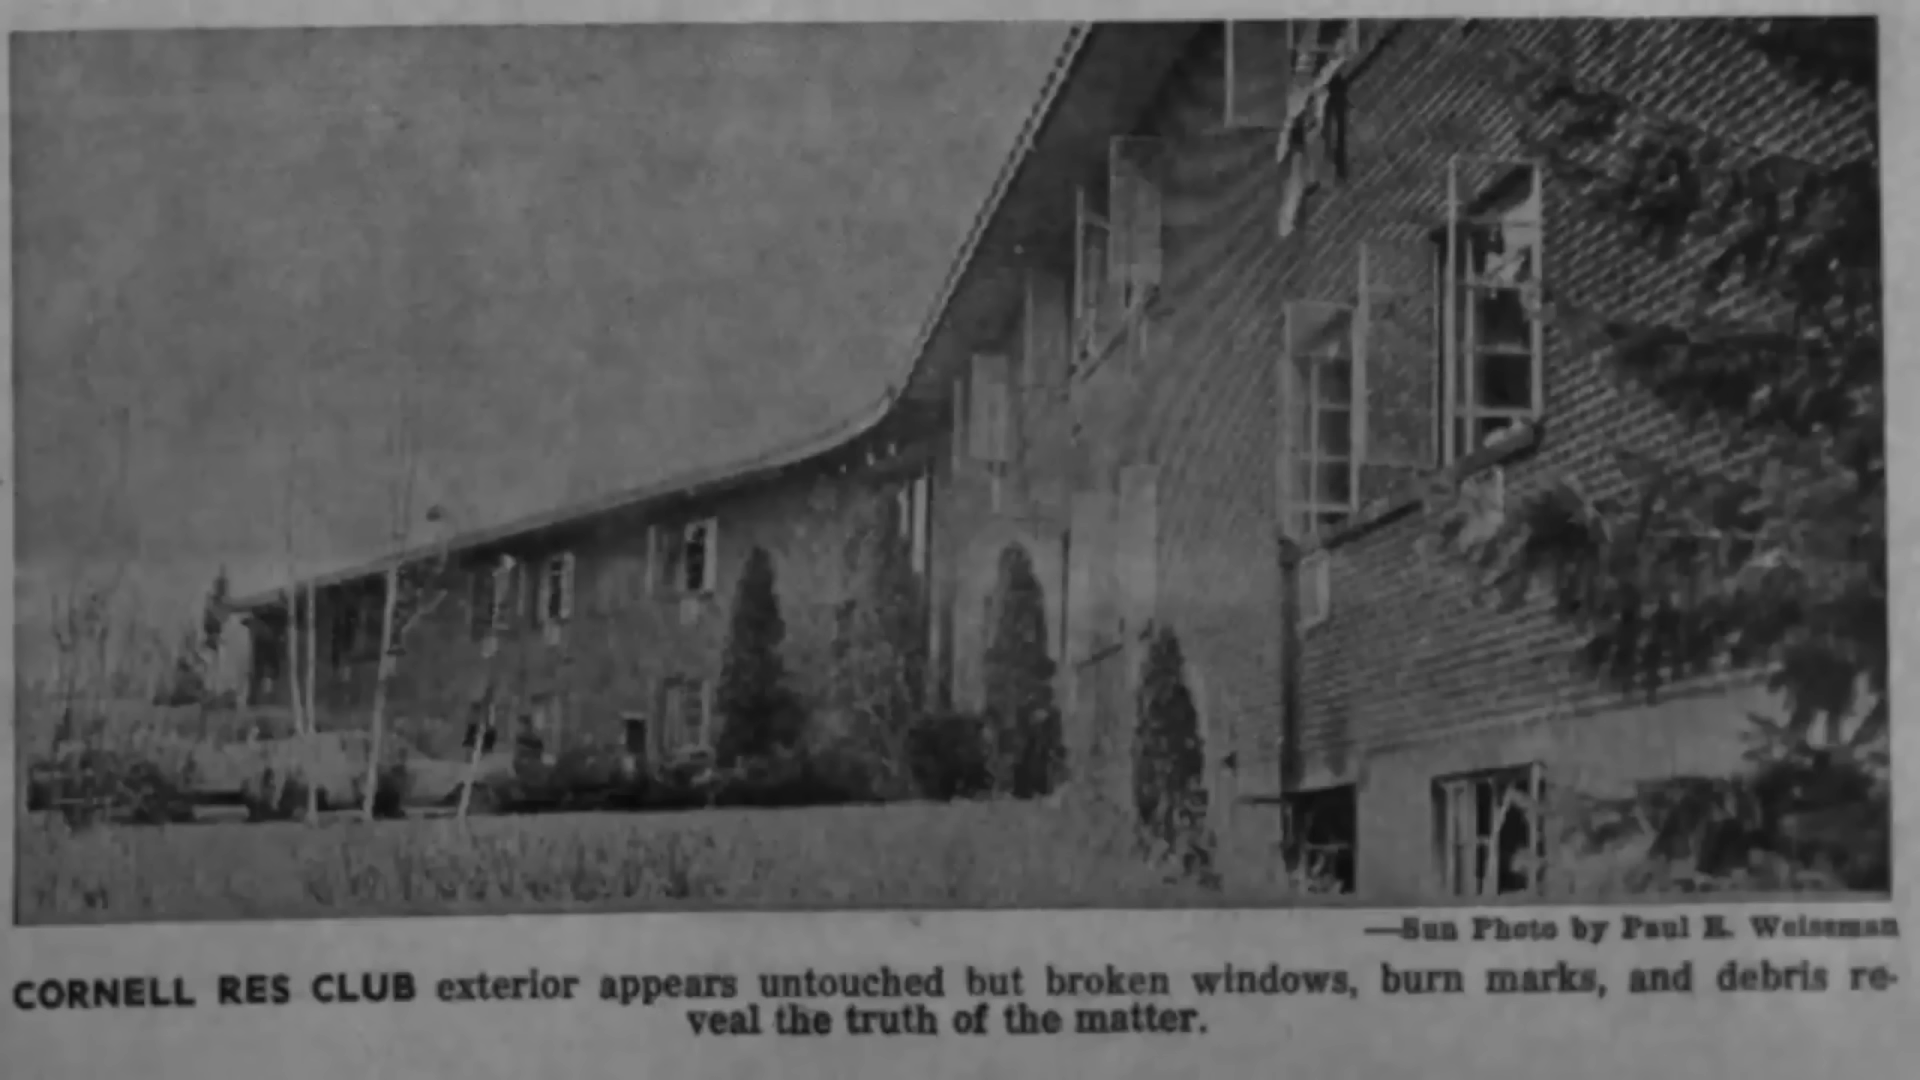 —Sun Photo by Paul E. Weissman
CORNELL RES CLUB exterior appears untouched but broken windows, burn marks, and debris re-
veal the truth of the matter.